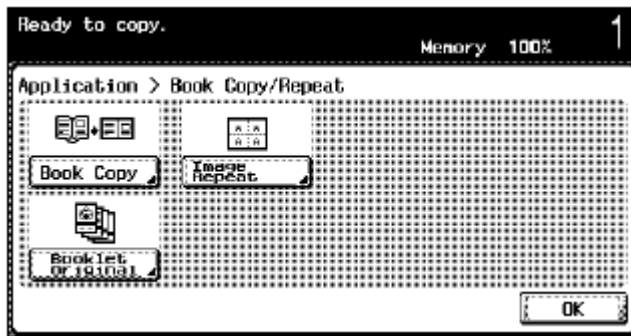 Ready to copy.
Memory 100% 1
Application > Book Copy/Repeat
A A
A A
Book Copy
Image
Repeat
Booklet
Original
OK